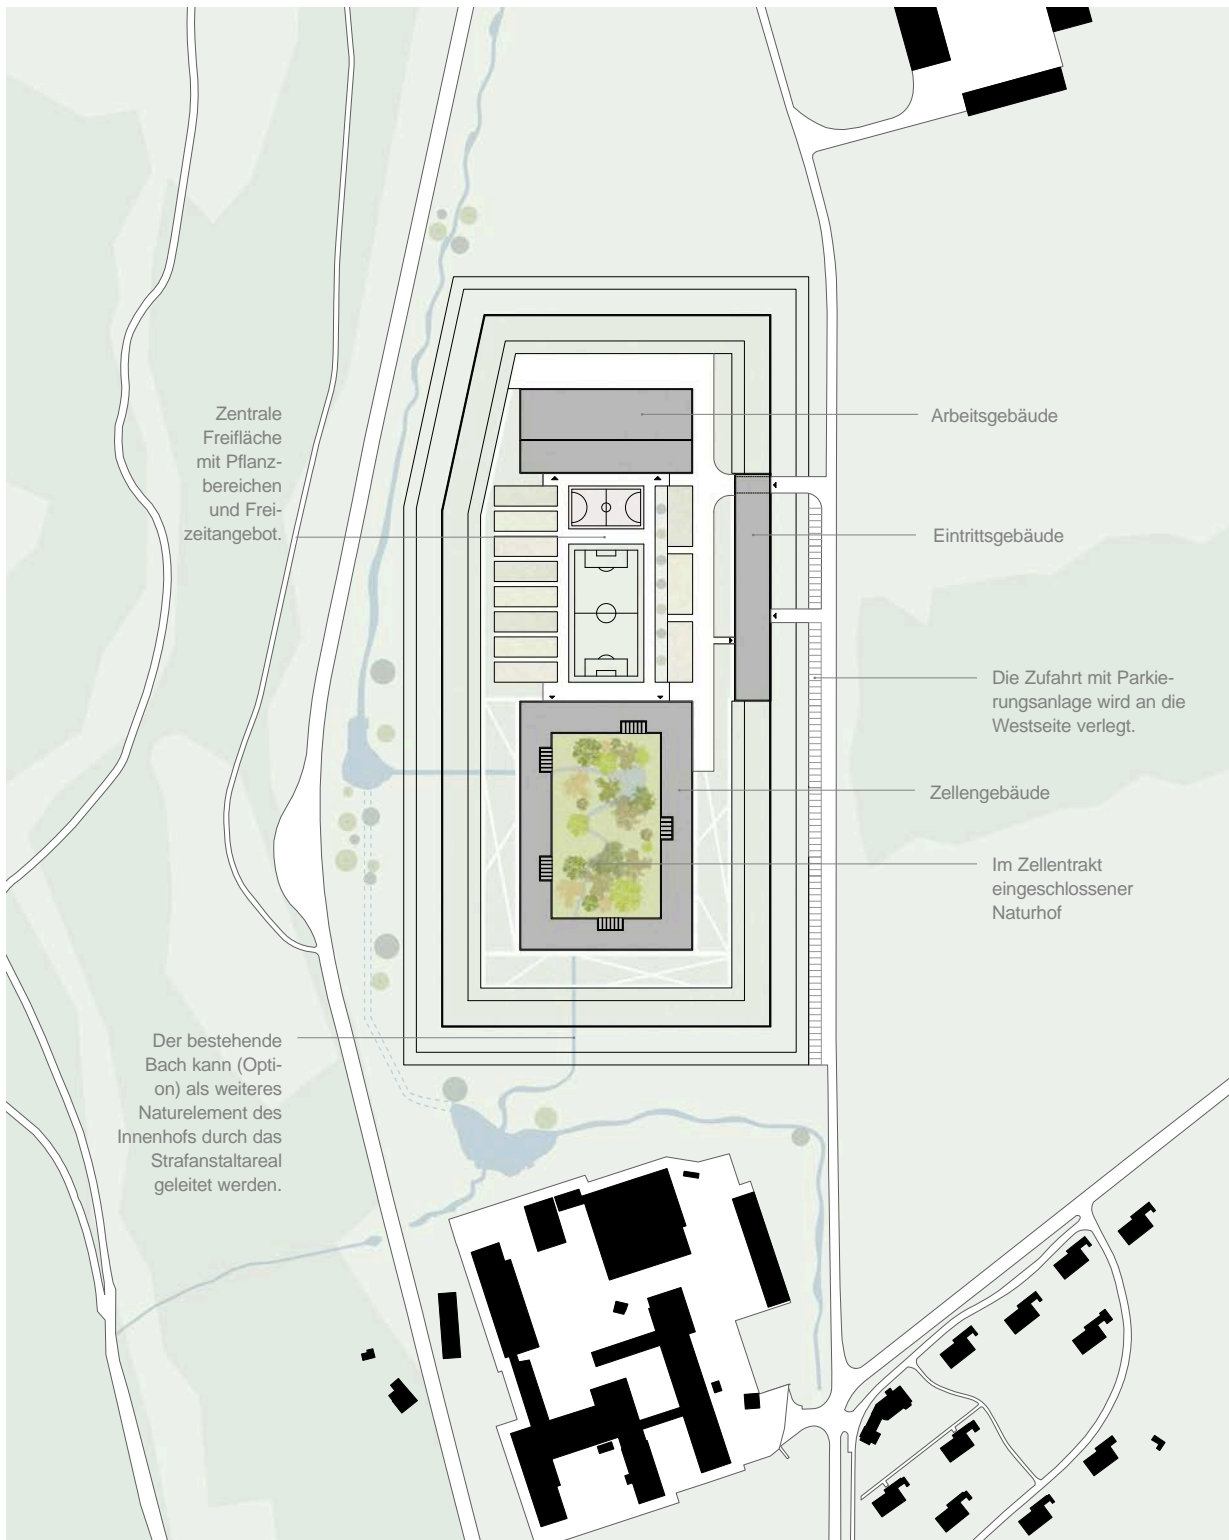 Zentrale
Freifläche
mit Pflanz-
bereichen
und Frei-
zeitangebot.
Arbeitsgebäude
Eintrittsgebäude
Die Zufahrt mit Parkie-
rungsanlage wird an die
Westseite verlegt.
Zellengebäude
Im Zellentrakt
eingeschlossener
Naturhof
Der bestehende
Bach kann (Opti-
on) als weiteres
Naturelement des
Innenhofs durch das
Strafanstaltareal
geleitet werden.